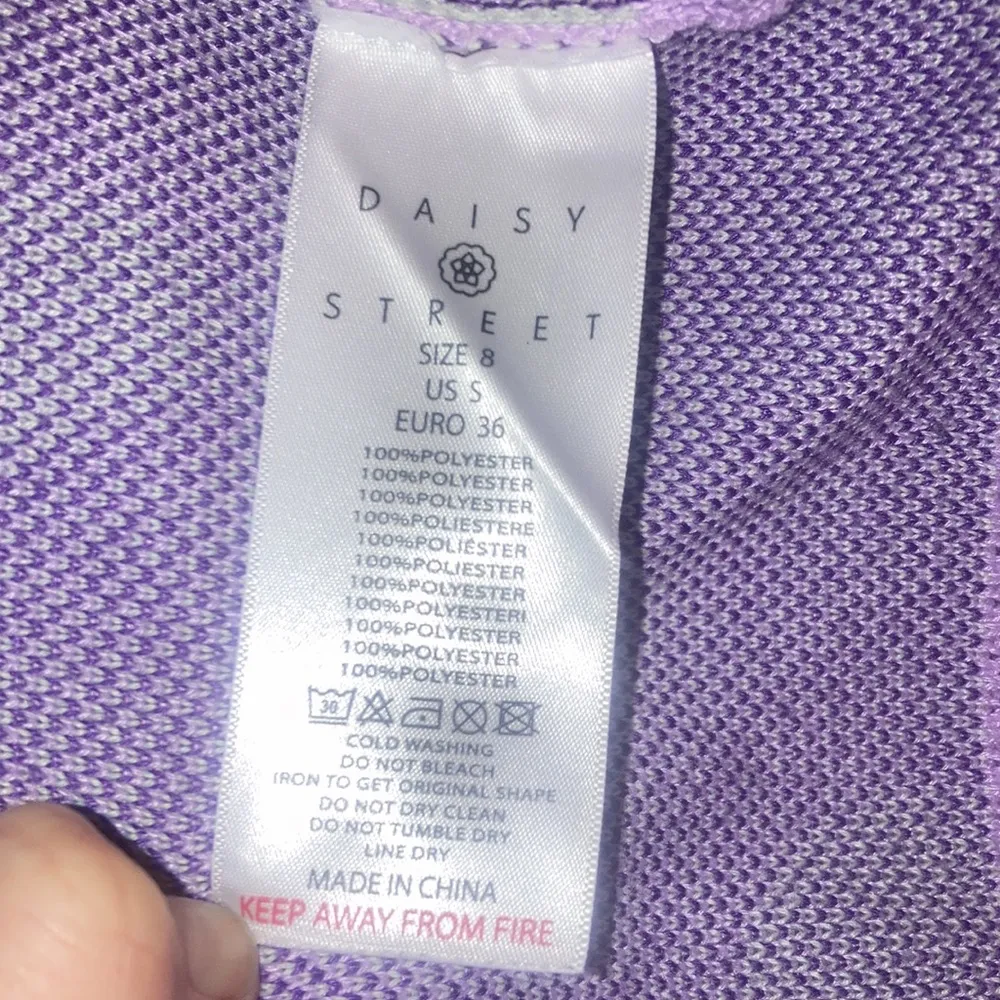 DAISY
STREET
SIZE 8
US S
EURO 36
100%POLYESTER
100%POLYESTER
100%POLYESTER
100%POLIESTERE
100%POLIÉSTER
100%POLIESTER
100%POLYESTER
100%POLYESTERI
100%POLYESTER
100%POLYESTER
100%POLYESTER
30
COLD WASHING
DO NOT BLEACH
IRON TO GET ORIGINAL SHAPE
DO NOT DRY CLEAN
DO NOT TUMBLE DRY
LINE DRY
MADE IN CHINA
KEEP AWAY FROM FIRE